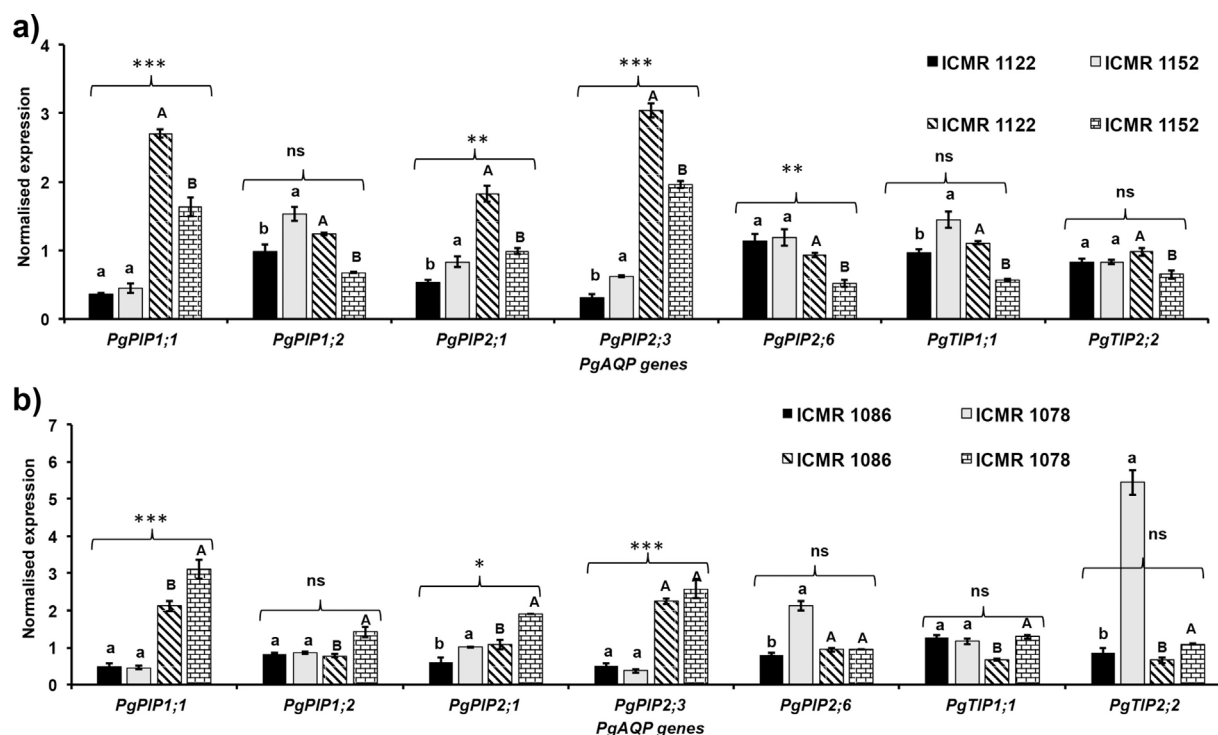 a)
4
3
2
1
0
Normalised expression
ICMR 1122
ICMR 1152
ICMR 1122
ICMR 1152
***
ns
**
***
**
ns
ns
a a A B
b a A B
b a A B
b a A B
a a A B
b a A B
a a A B
PgPIP1;1 PgPIP1;2 PgPIP2;1 PgPIP2;3 PgPIP2;6 PgTIP1;1 PgTIP2;2
PgAQP genes
b)
7
6
5
4
3
2
1
0
Normalised expression
ICMR 1086
ICMR 1078
ICMR 1086
ICMR 1078
***
ns
*
***
ns
ns
ns
a a B A
a a B A
b a B A
a a A A
b a A A
a a B A
b a B A
PgPIP1;1 PgPIP1;2 PgPIP2;1 PgPIP2;3 PgPIP2;6 PgTIP1;1 PgTIP2;2
PgAQP genes